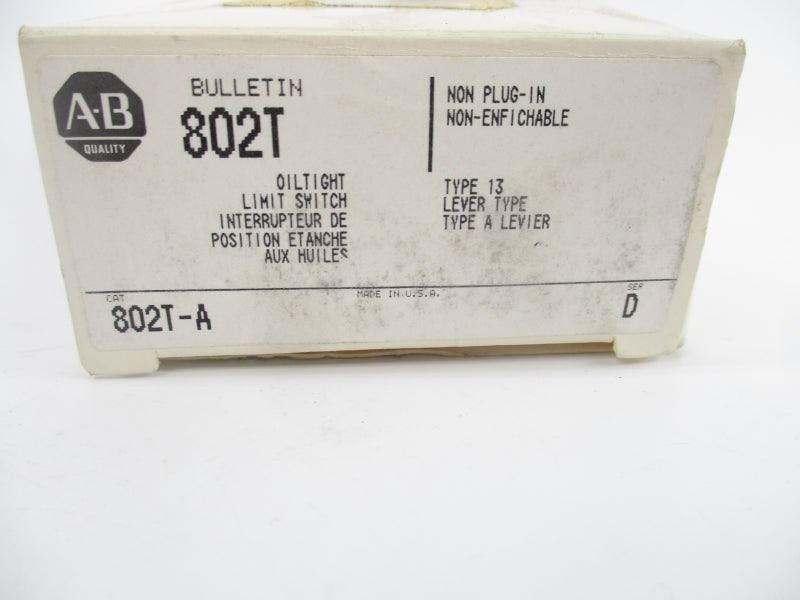 A-B
QUALITY
BULLETIN
802T
NON PLUG-IN
NON-ENFICHABLE
OILTIGHT
LIMIT SWITCH
INTERRUPTEUR DE
POSITION ETANCHE
AUX HUILES
TYPE 13
LEVER TYPE
TYPE A LEVIER
CAT
802T-A
MADE IN U.S.A.
SER
D